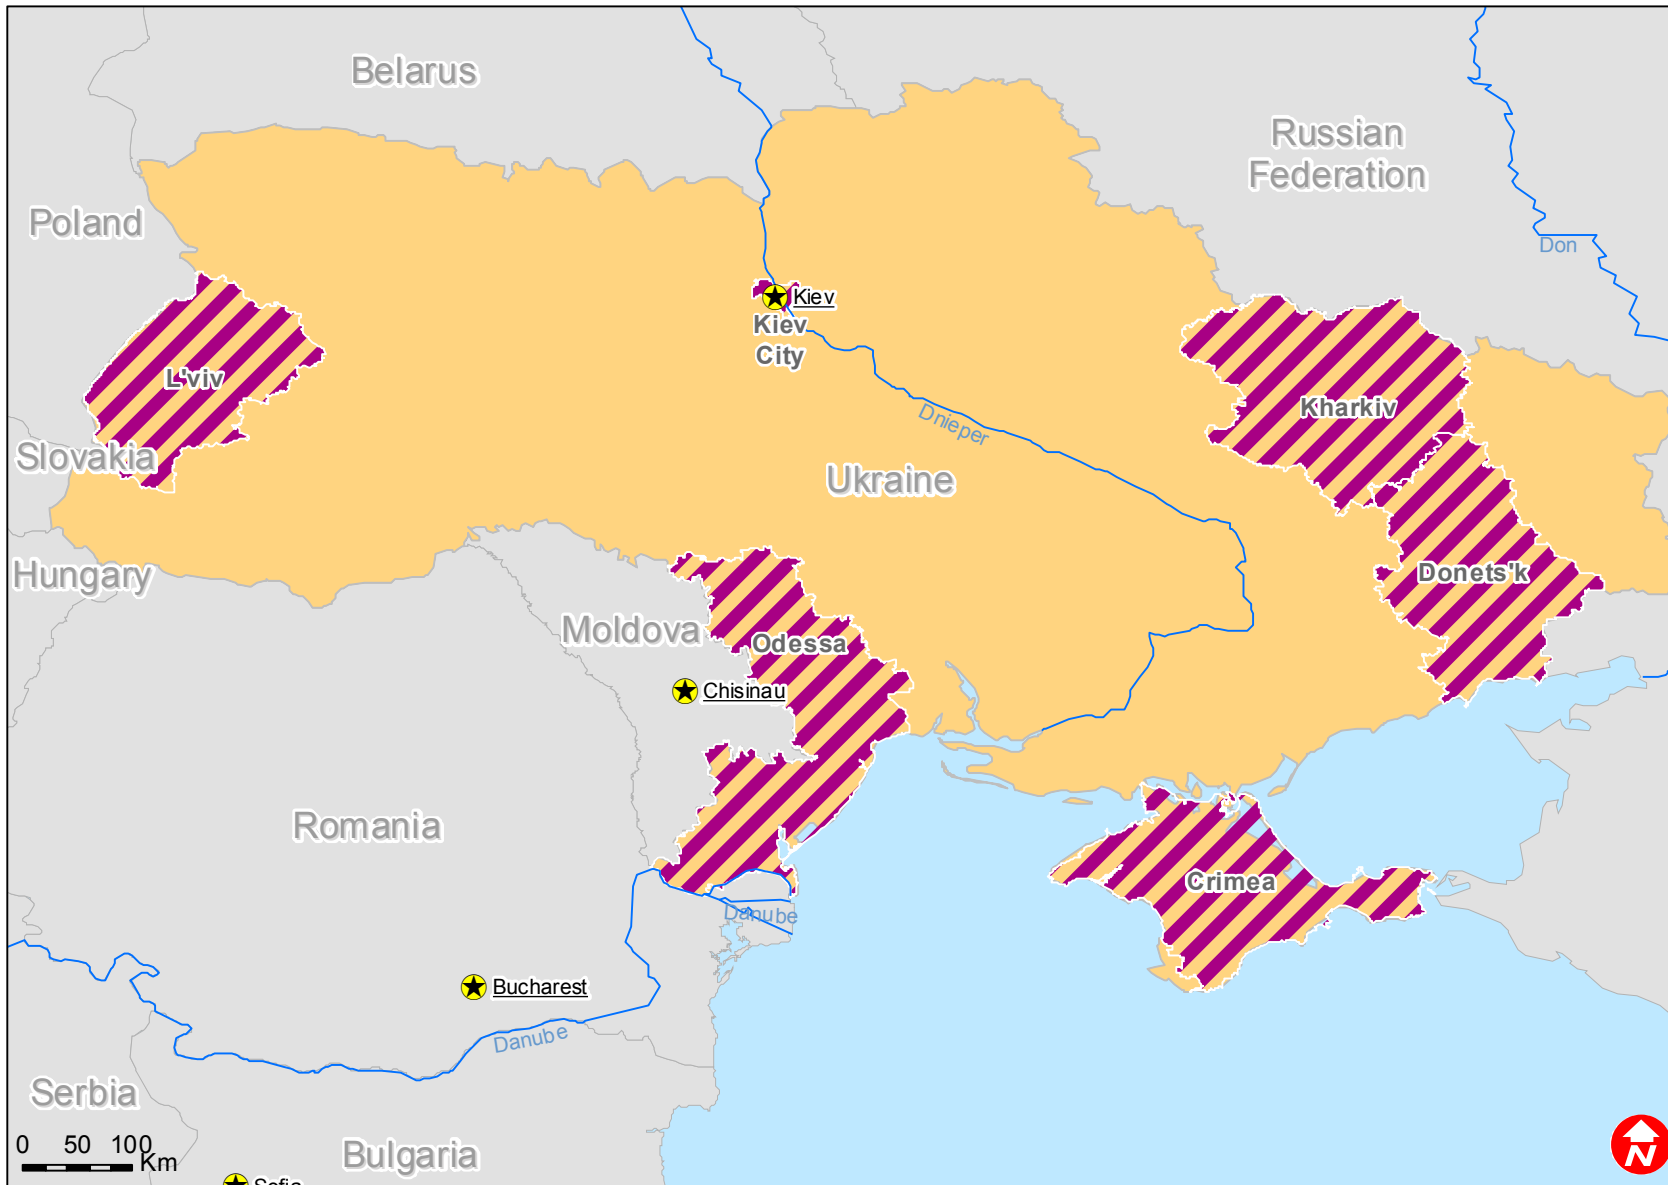 Belarus
Russian
Federation
Poland
Don
Kiev
Kiev
City
L'viv
Kharkiv
Dnieper
Slovakia
Ukraine
Hungary
Donets'k
Moldova
Odessa
Chisinau
Romania
Crimea
Danube
Bucharest
Danube
Serbia
0 50 100
Km
Bulgaria
N
Sofia